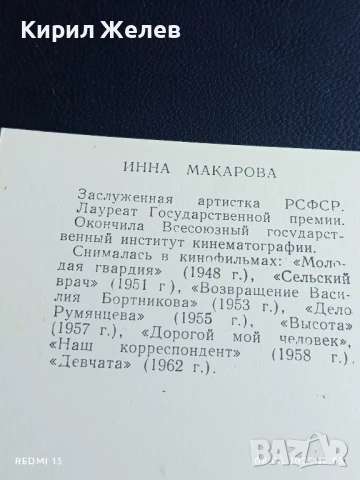 Кирил Желев
ИННА МАКАРОВА
Заслуженная артистка РСФСР.
Лауреат Государственной премии.
Окончила Всесоюзный государст-
венный институт кинематографии.
Снималась в кинофильмах: «Моло-
дая гвардия» (1948 г.), «Сельский
врач» (1951 г), «Возвращение Васи-
лия Бортникова» (1953 г.), «Дело
Румянцева» (1955 г.), «Высота»
(1957 г.), «Дорогой мой человек»,
«Наш корреспондент» (1958 г.).
«Девчата» (1962 г.).
REDMI 13
bazar